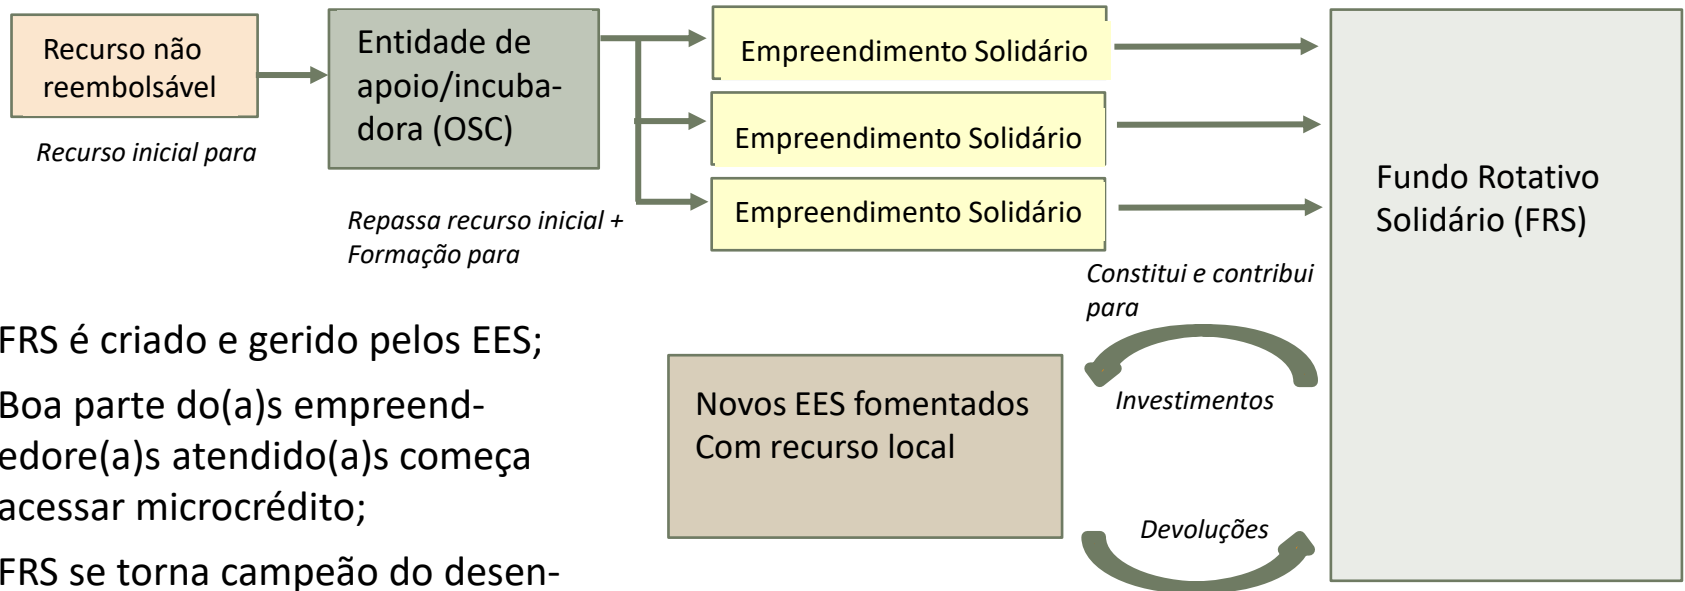 Recurso não
reembolsável
Recurso inicial para
Entidade de
apoio/incuba-
dora (OSC)
Repassa recurso inicial +
Formação para
Empreendimento Solidário
Empreendimento Solidário
Empreendimento Solidário
Constitui e contribui
para
Fundo Rotativo
Solidário (FRS)
FRS é criado e gerido pelos EES;
Boa parte do(a)s empreend-
edore(a)s atendido(a)s começa
acessar microcrédito;
FRS se torna campeão do desen-
Novos EES fomentados
Com recurso local
Investimentos
Devoluções